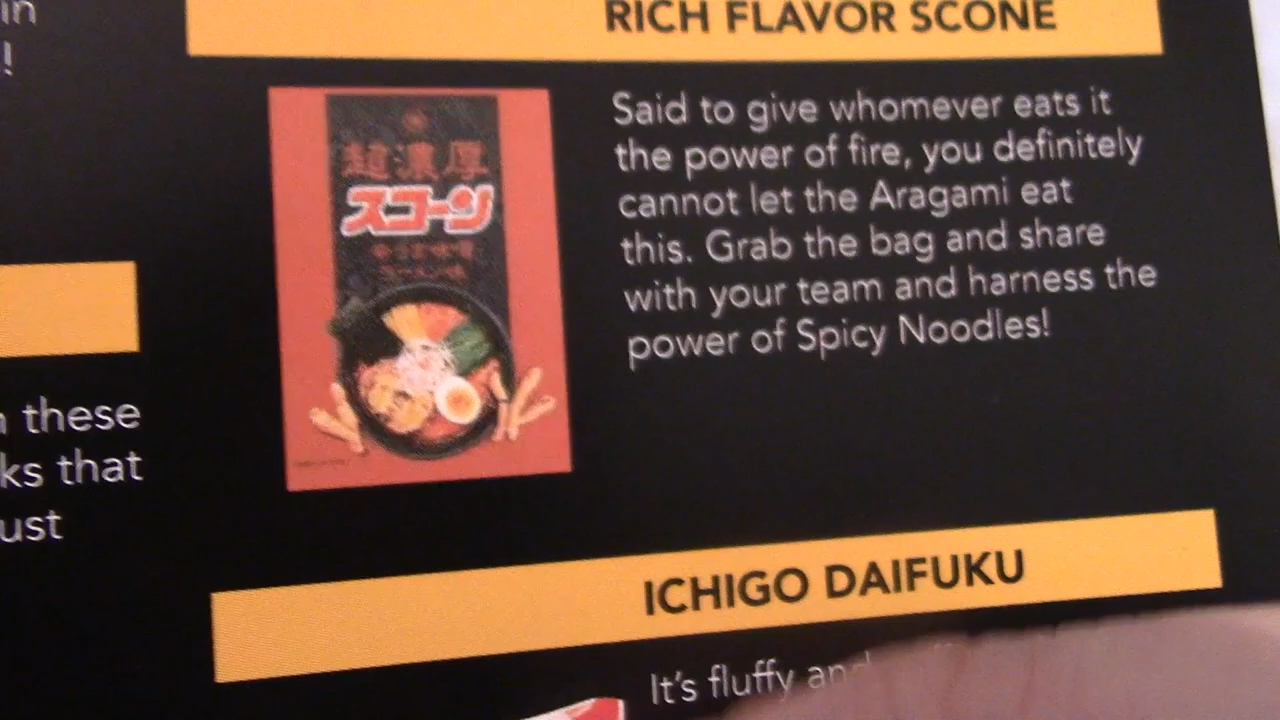 in
!
RICH FLAVOR SCONE
Said to give whomever eats it
the power of fire, you definitely
cannot let the Aragami eat
this. Grab the bag and share
with your team and harness the
power of Spicy Noodles!
超濃厚
スコーン
these
ks that
ust
ICHIGO DAIFUKU
It's fluffy and